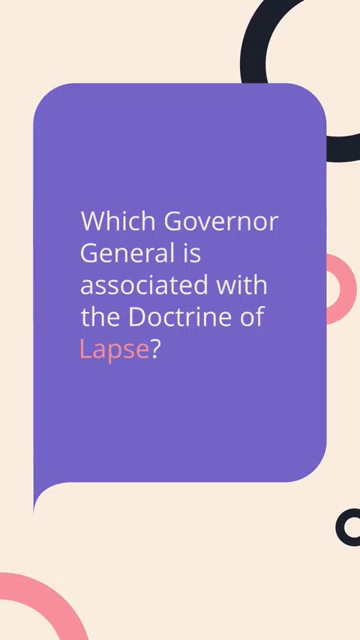 Which Governor
General is
associated with
the Doctrine of
Lapse?